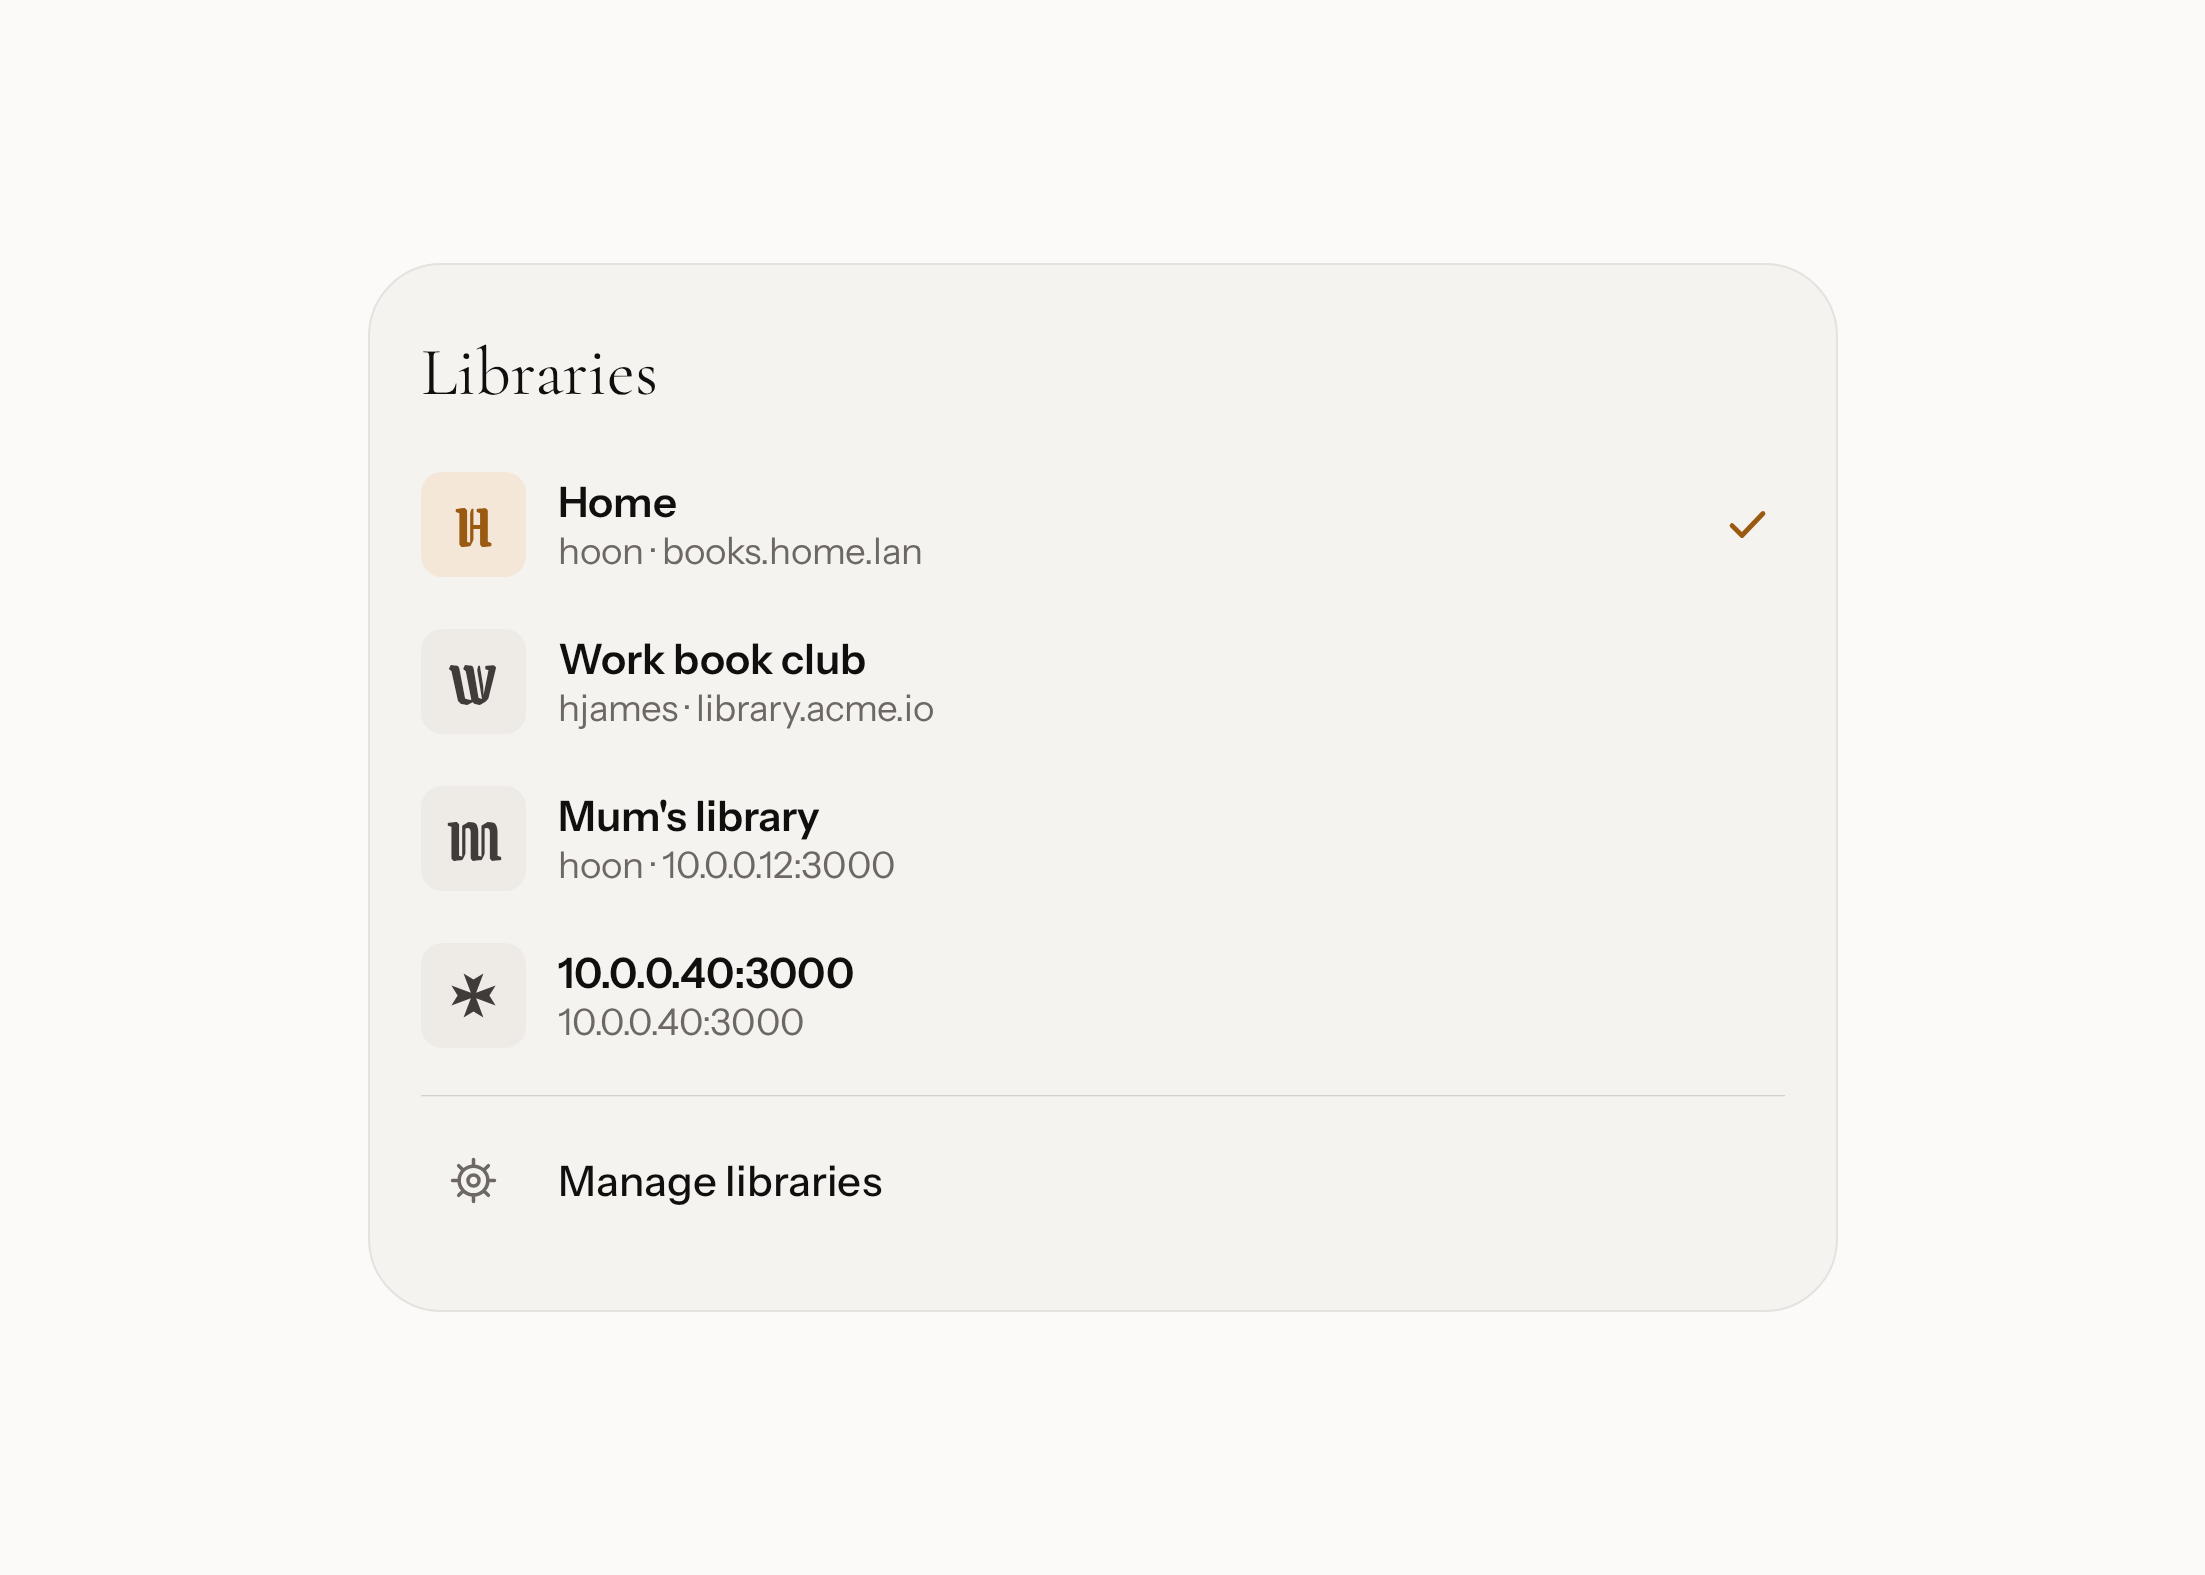 Libraries
H
Home
hoon · books.home.lan
W
Work book club
hjames · library.acme.io
M
Mum's library
hoon · 10.0.0.12:3000
10.0.0.40:3000
10.0.0.40:3000
Manage libraries